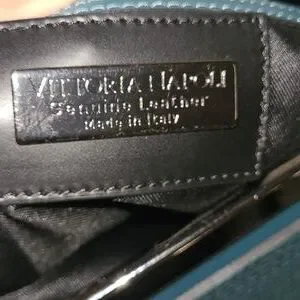 VITTORIA NAPOLI
Genuine Leather
Made in Italy